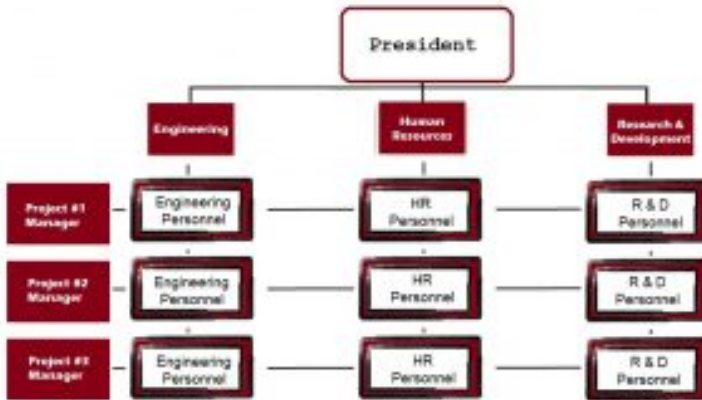 President
Engineering
Human
Resources
Research &
Development
Project #1
Manager
Engineering
Personnel
HR
Personnel
R & D
Personnel
Project #2
Manager
Engineering
Personnel
HR
Personnel
R & D
Personnel
Project #3
Manager
Engineering
Personnel
HR
Personnel
R & D
Personnel